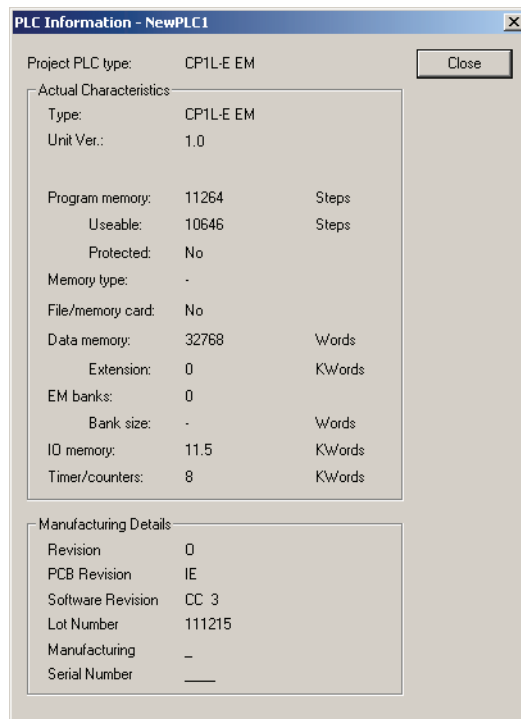 PLC Information - NewPLC1
Project PLC type: CP1L-E EM Close
Actual Characteristics
Type: CP1L-E EM
Unit Ver.: 1.0
Program memory: 11264 Steps
Useable: 10646 Steps
Protected: No
Memory type: -
File/memory card: No
Data memory: 32768 Words
Extension: 0 KWords
EM banks: 0
Bank size: - Words
IO memory: 11.5 KWords
Timer/counters: 8 KWords
Manufacturing Details
Revision O
PCB Revision IE
Software Revision CC 3
Lot Number 111215
Manufacturing _
Serial Number ____